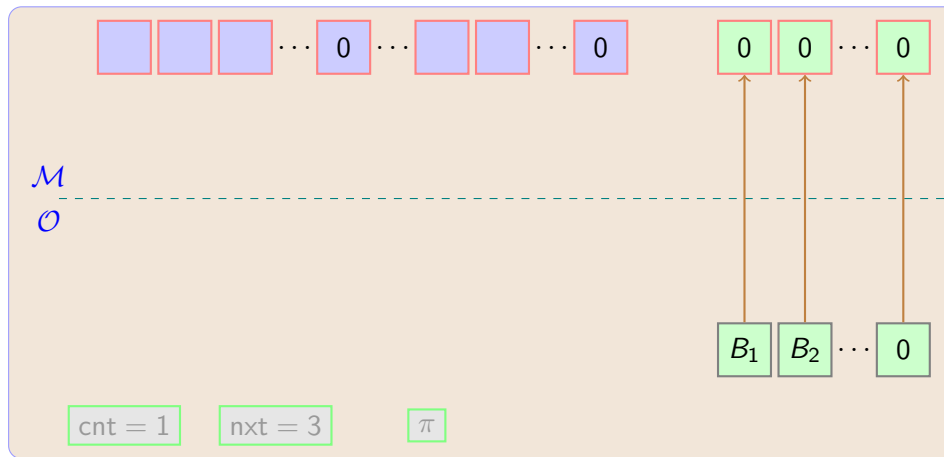 ⋯ 0 ⋯ ⋯ 0 0 0 ⋯ 0
ℳ
𝒪
B₁ B₂ ⋯ 0
cnt = 1 nxt = 3 π